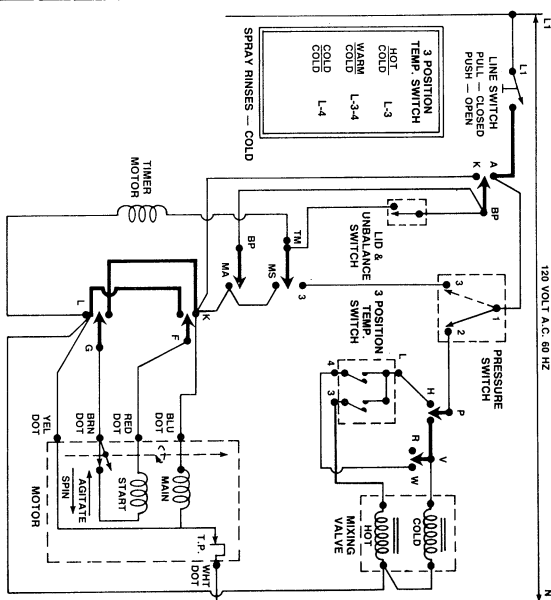 L1
120 VOLT A.C. 60 HZ
N
L1
LINE SWITCH
PULL — CLOSED
PUSH — OPEN
3 POSITION
TEMP. SWITCH
HOT
COLD
L-3
WARM
COLD
L-3-4
COLD
COLD
L-4
SPRAY RINSES — COLD
A
K
BP
LID &
UNBALANCE
SWITCH
TM
BP
MA
MS
3
TIMER
MOTOR
3
1
2
PRESSURE
SWITCH
3 POSITION
TEMP.
SWITCH
4
3
L
H
P
R
V
W
COLD
HOT
MIXING
VALVE
L
K
F
G
YEL
DOT
BRN
DOT
RED
DOT
BLU
DOT
MAIN
START
AGITATE
SPIN
MOTOR
T.P.
WHT
DOT